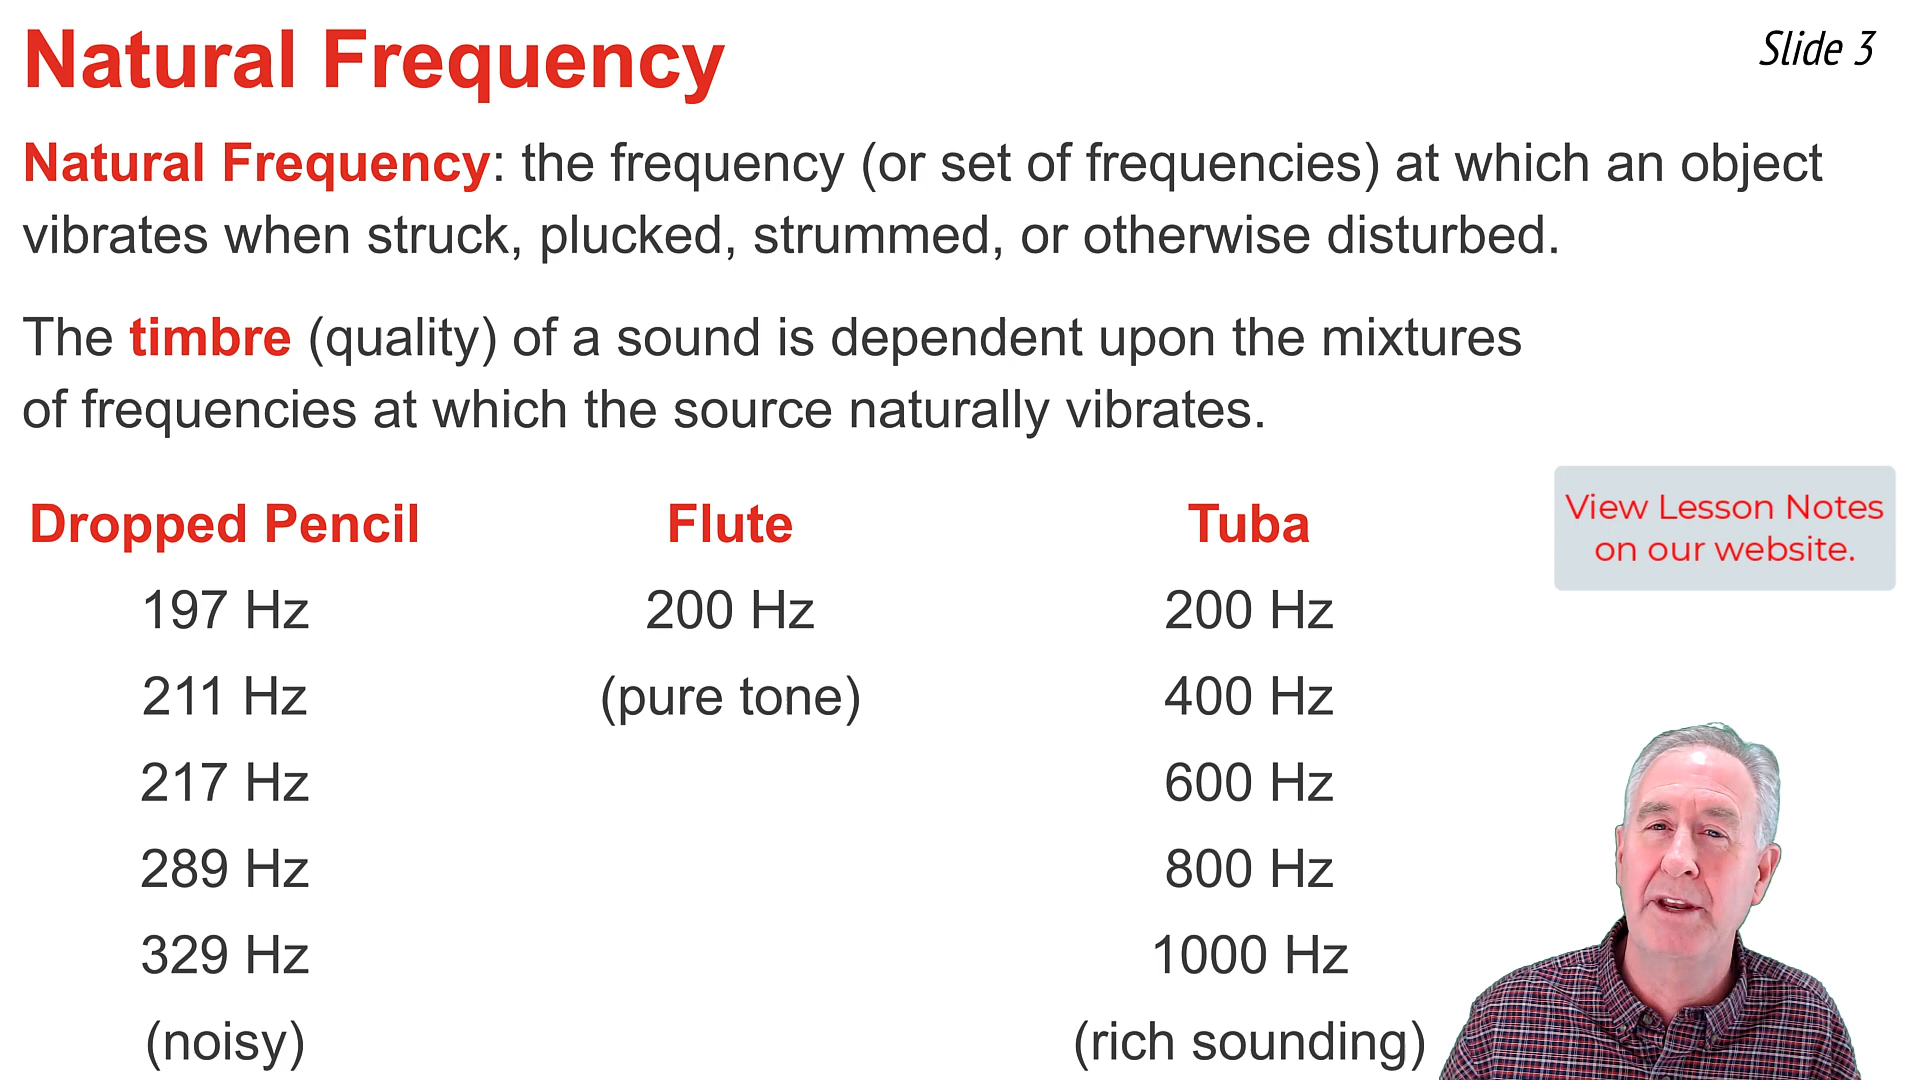 Natural Frequency
Slide 3
Natural Frequency: the frequency (or set of frequencies) at which an object
vibrates when struck, plucked, strummed, or otherwise disturbed.
The timbre (quality) of a sound is dependent upon the mixtures
of frequencies at which the source naturally vibrates.
Dropped Pencil
197 Hz
211 Hz
217 Hz
289 Hz
329 Hz
(noisy)
Flute
200 Hz
(pure tone)
Tuba
200 Hz
400 Hz
600 Hz
800 Hz
1000 Hz
(rich sounding)
View Lesson Notes
on our website.